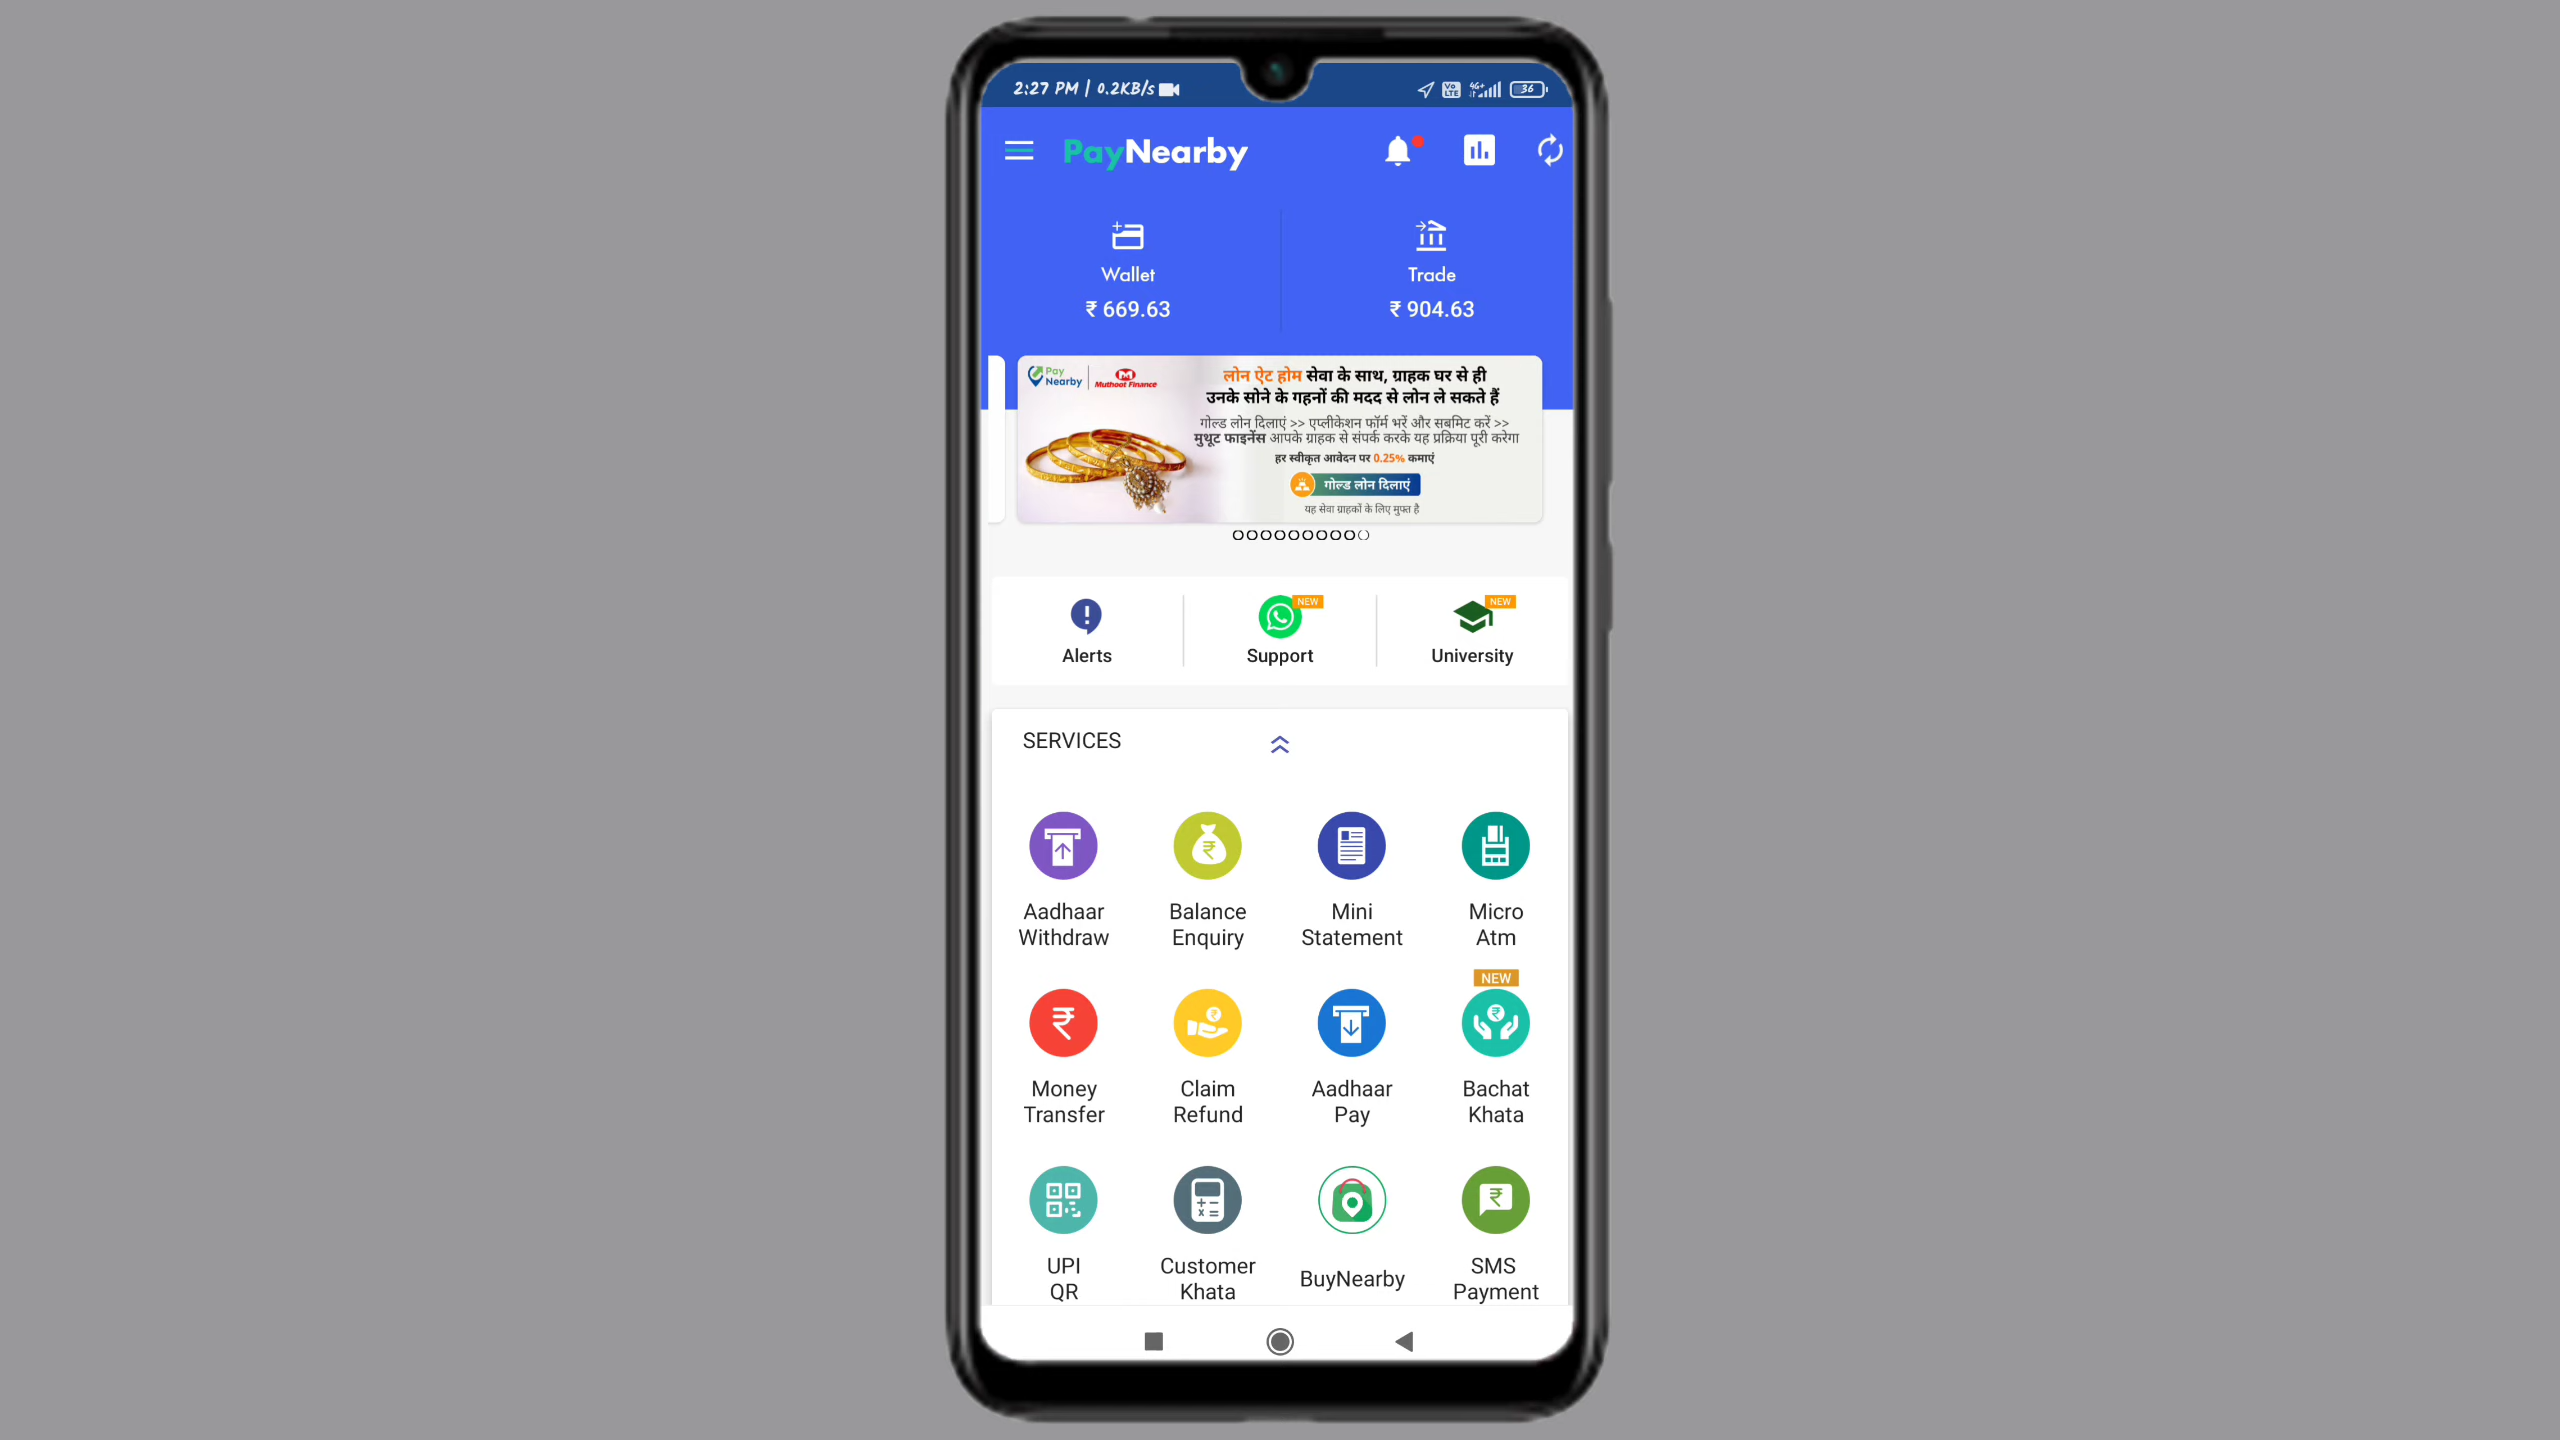 2:27 PM | 0.2KB/s
Vo LTE 4G+ 36
PayNearby
Wallet
₹ 669.63
Trade
₹ 904.63
Pay Nearby
Muthoot Finance
लोन ऐट होम सेवा के साथ, ग्राहक घर से ही
उनके सोने के गहनों की मदद से लोन ले सकते हैं
गोल्ड लोन दिलाएं >> एप्लीकेशन फॉर्म भरें और सबमिट करें >>
मुथूट फाइनेंस आपके ग्राहक से संपर्क करके यह प्रक्रिया पूरी करेगा
हर स्वीकृत आवेदन पर 0.25% कमाएं
गोल्ड लोन दिलाएं
यह सेवा ग्राहकों के लिए मुफ्त है
Alerts
NEW
Support
NEW
University
SERVICES
Aadhaar
Withdraw
Balance
Enquiry
Mini
Statement
Micro
Atm
Money
Transfer
Claim
Refund
Aadhaar
Pay
NEW
Bachat
Khata
UPI
QR
Customer
Khata
BuyNearby
SMS
Payment